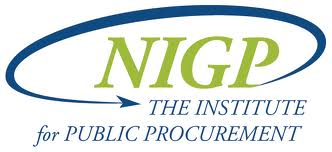 NIGP
THE INSTITUTE
for PUBLIC PROCUREMENT